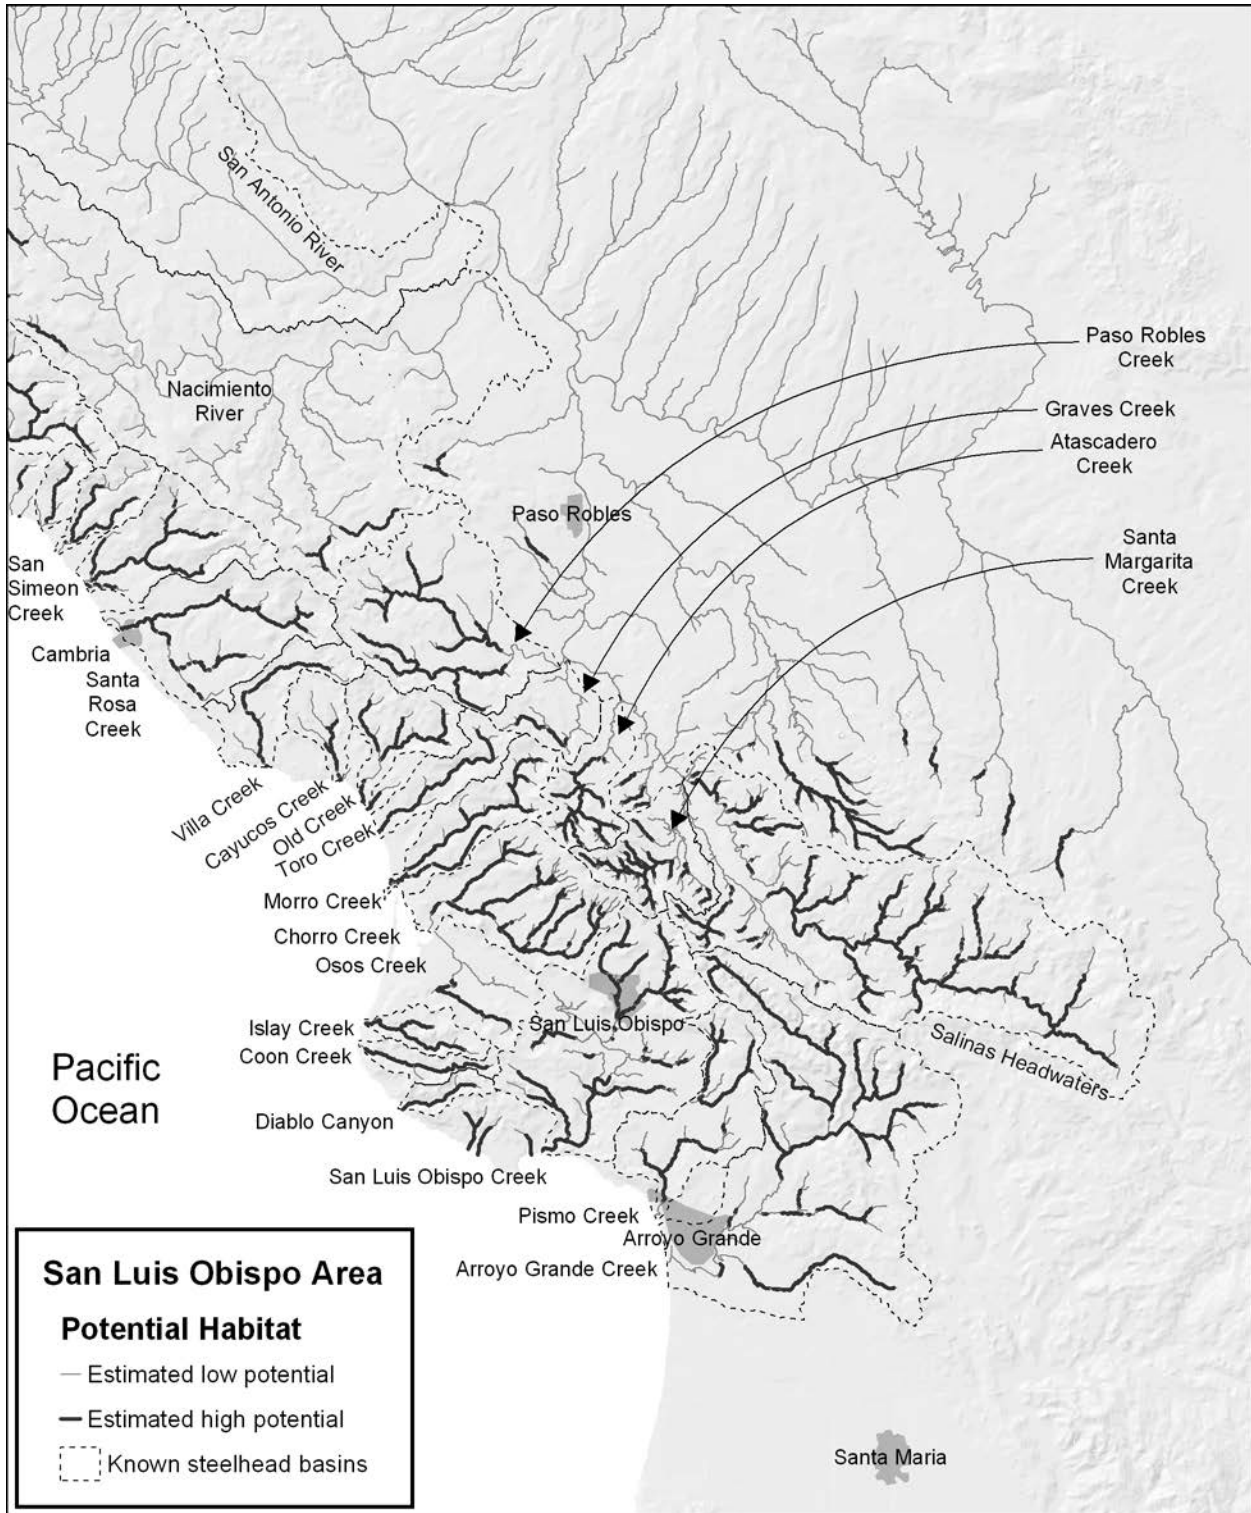 San Antonio River
Nacimiento
River
Paso Robles
Creek
Graves Creek
Atascadero
Creek
Paso Robles
Santa
Margarita
Creek
San
Simeon
Creek
Cambria
Santa
Rosa
Creek
Villa Creek
Cayucos Creek
Old Creek
Toro Creek
Morro Creek
Chorro Creek
Osos Creek
Islay Creek
Coon Creek
San Luis Obispo
Salinas Headwaters
Pacific
Ocean
Diablo Canyon
San Luis Obispo Creek
Pismo Creek
Arroyo Grande
Arroyo Grande Creek
San Luis Obispo Area
Potential Habitat
Estimated low potential
Estimated high potential
Known steelhead basins
Santa Maria